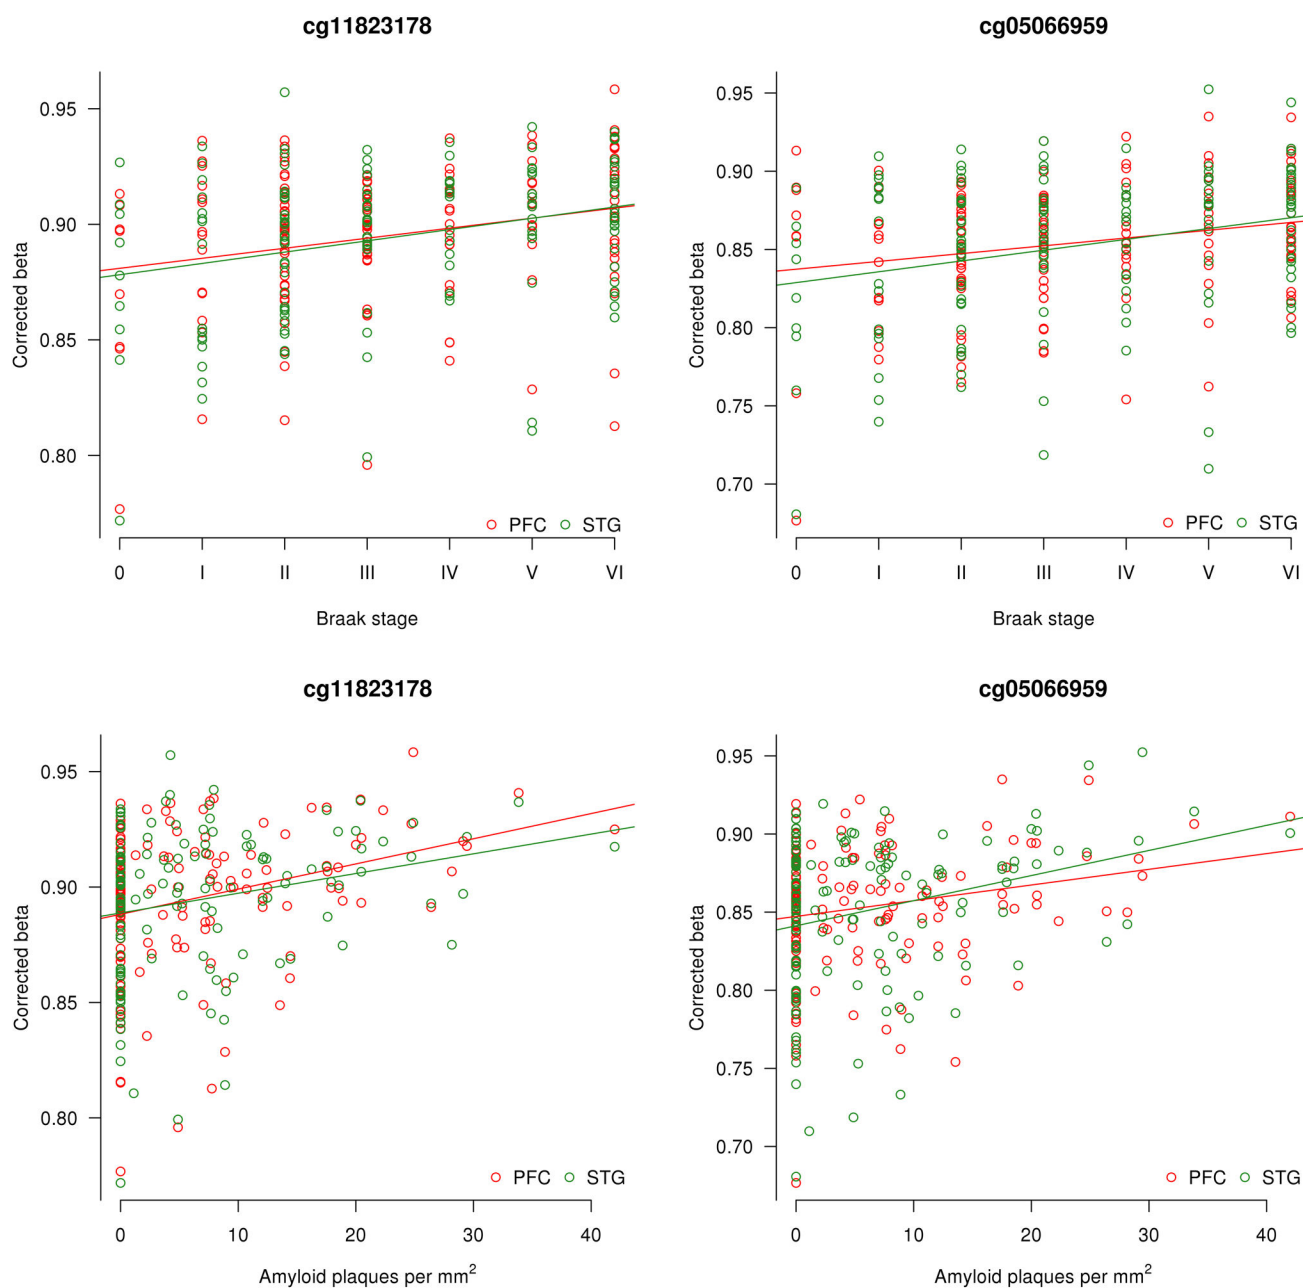 cg11823178
0.95
0.90
0.85
0.80
Corrected beta
PFC STG
0 I II III IV V VI
Braak stage
cg05066959
0.95
0.90
0.85
0.80
0.75
0.70
Corrected beta
PFC STG
0 I II III IV V VI
Braak stage
cg11823178
0.95
0.90
0.85
0.80
Corrected beta
PFC STG
0 10 20 30 40
Amyloid plaques per mm²
cg05066959
0.95
0.90
0.85
0.80
0.75
0.70
Corrected beta
PFC STG
0 10 20 30 40
Amyloid plaques per mm²